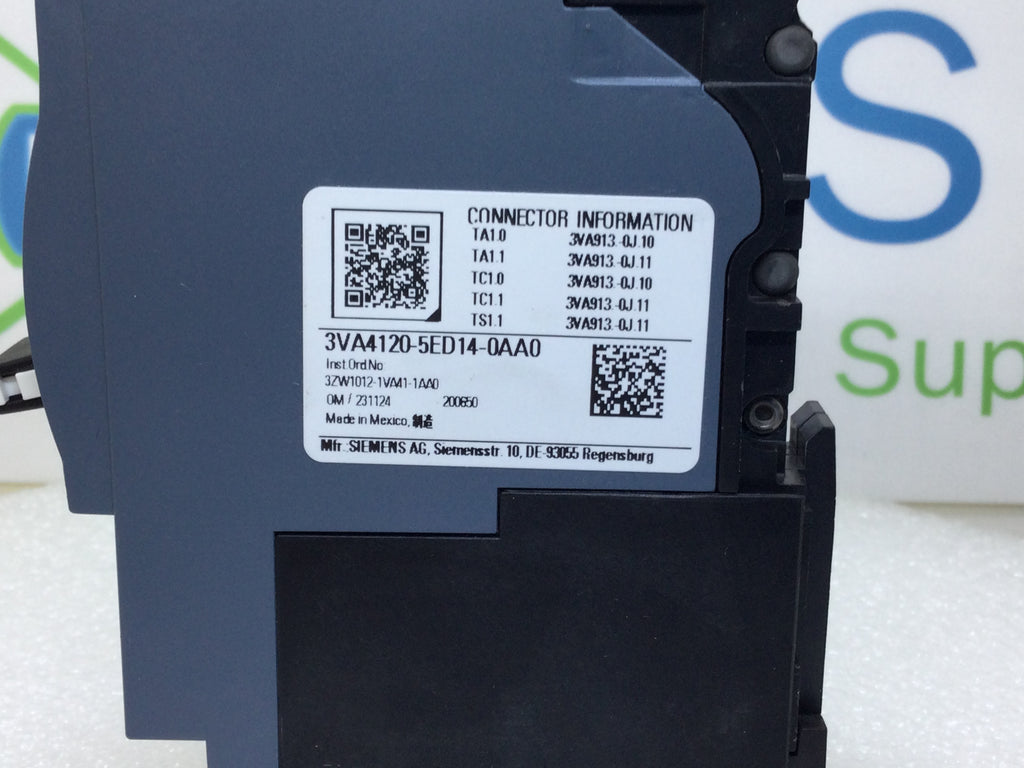 CONNECTOR INFORMATION
TA1.0 3VA913.-0J.10
TA1.1 3VA913.-0J.11
TC1.0 3VA913.-0J.10
TC1.1 3VA913.-0J.11
TS1.1 3VA913.-0J.11
3VA4120-5ED14-0AA0
Inst.Ord.No
3ZW1012-1VA41-1AA0
0M / 231124 200650
Made in Mexico, 制造
Mfr.:SIEMENS AG, Siemensstr. 10, DE-93055 Regensburg
S
Sup